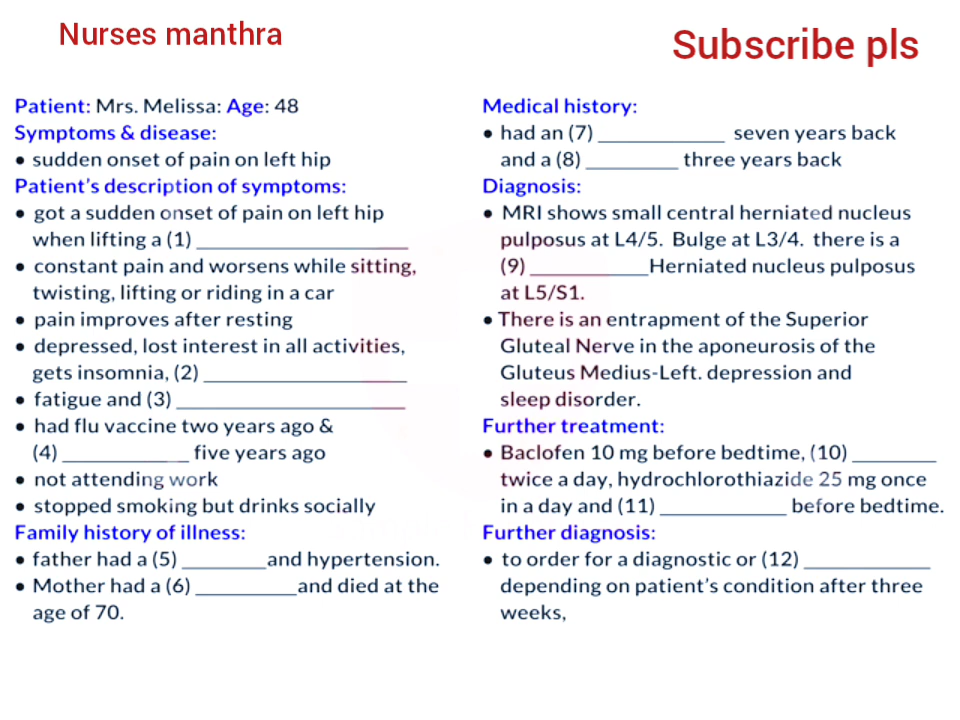 Nurses manthra
Subscribe pls
Patient: Mrs. Melissa: Age: 48
Symptoms & disease:
• sudden onset of pain on left hip
Patient's description of symptoms:
• got a sudden onset of pain on left hip
when lifting a (1) ____________________
• constant pain and worsens while sitting,
twisting, lifting or riding in a car
• pain improves after resting
• depressed, lost interest in all activities,
gets insomnia, (2) ____________________
• fatigue and (3) ______________________
• had flu vaccine two years ago &
(4) ____________ five years ago
• not attending work
• stopped smoking but drinks socially
Family history of illness:
• father had a (5) ________and hypertension.
• Mother had a (6) __________and died at the
age of 70.
Medical history:
• had an (7) ____________ seven years back
and a (8) _________ three years back
Diagnosis:
• MRI shows small central herniated nucleus
pulposus at L4/5. Bulge at L3/4. there is a
(9) ___________Herniated nucleus pulposus
at L5/S1.
• There is an entrapment of the Superior
Gluteal Nerve in the aponeurosis of the
Gluteus Medius-Left. depression and
sleep disorder.
Further treatment:
• Baclofen 10 mg before bedtime, (10) ________
twice a day, hydrochlorothiazide 25 mg once
in a day and (11) ____________ before bedtime.
Further diagnosis:
• to order for a diagnostic or (12) ____________
depending on patient's condition after three
weeks,